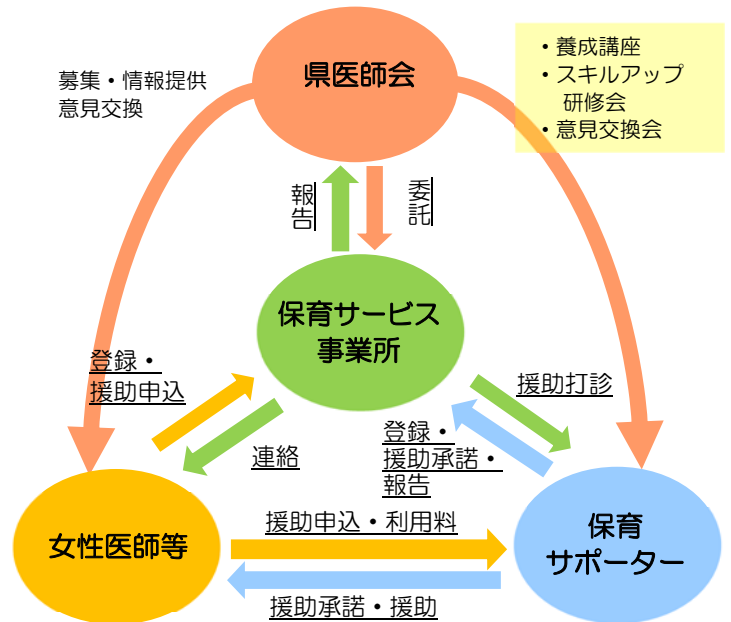 県医師会
・養成講座
・スキルアップ
研修会
・意見交換会
募集・情報提供
意見交換
報告
委託
保育サービス
事業所
登録・
援助申込
連絡
援助打診
登録・
援助承諾・
報告
女性医師等
援助申込・利用料
援助承諾・援助
保育
サポーター